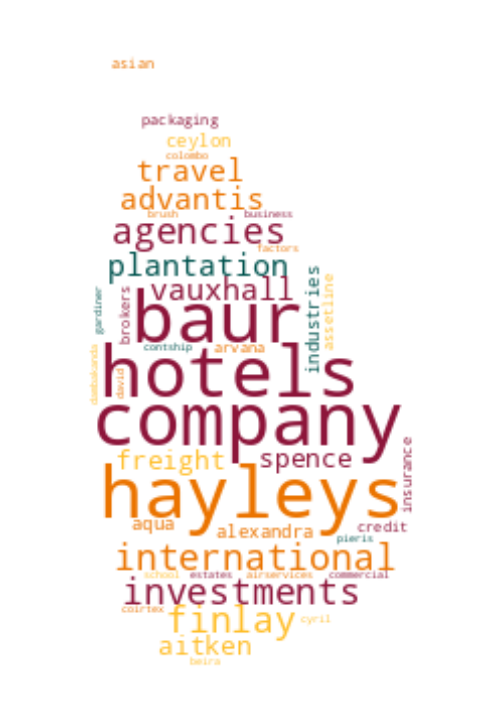 asian
packaging
ceylon
colombo
travel
advantis
brush business
agencies
factors
plantation
vauxhall
industries
assetline
gardiner
brokers
baur
contship arvana
dambakanda
david
hotels
company
freight spence
insurance
hayleys
aqua alexandra credit
pieris
international
school estates airservices commercial
investments
coirtex finlay cyril
aitken
beira